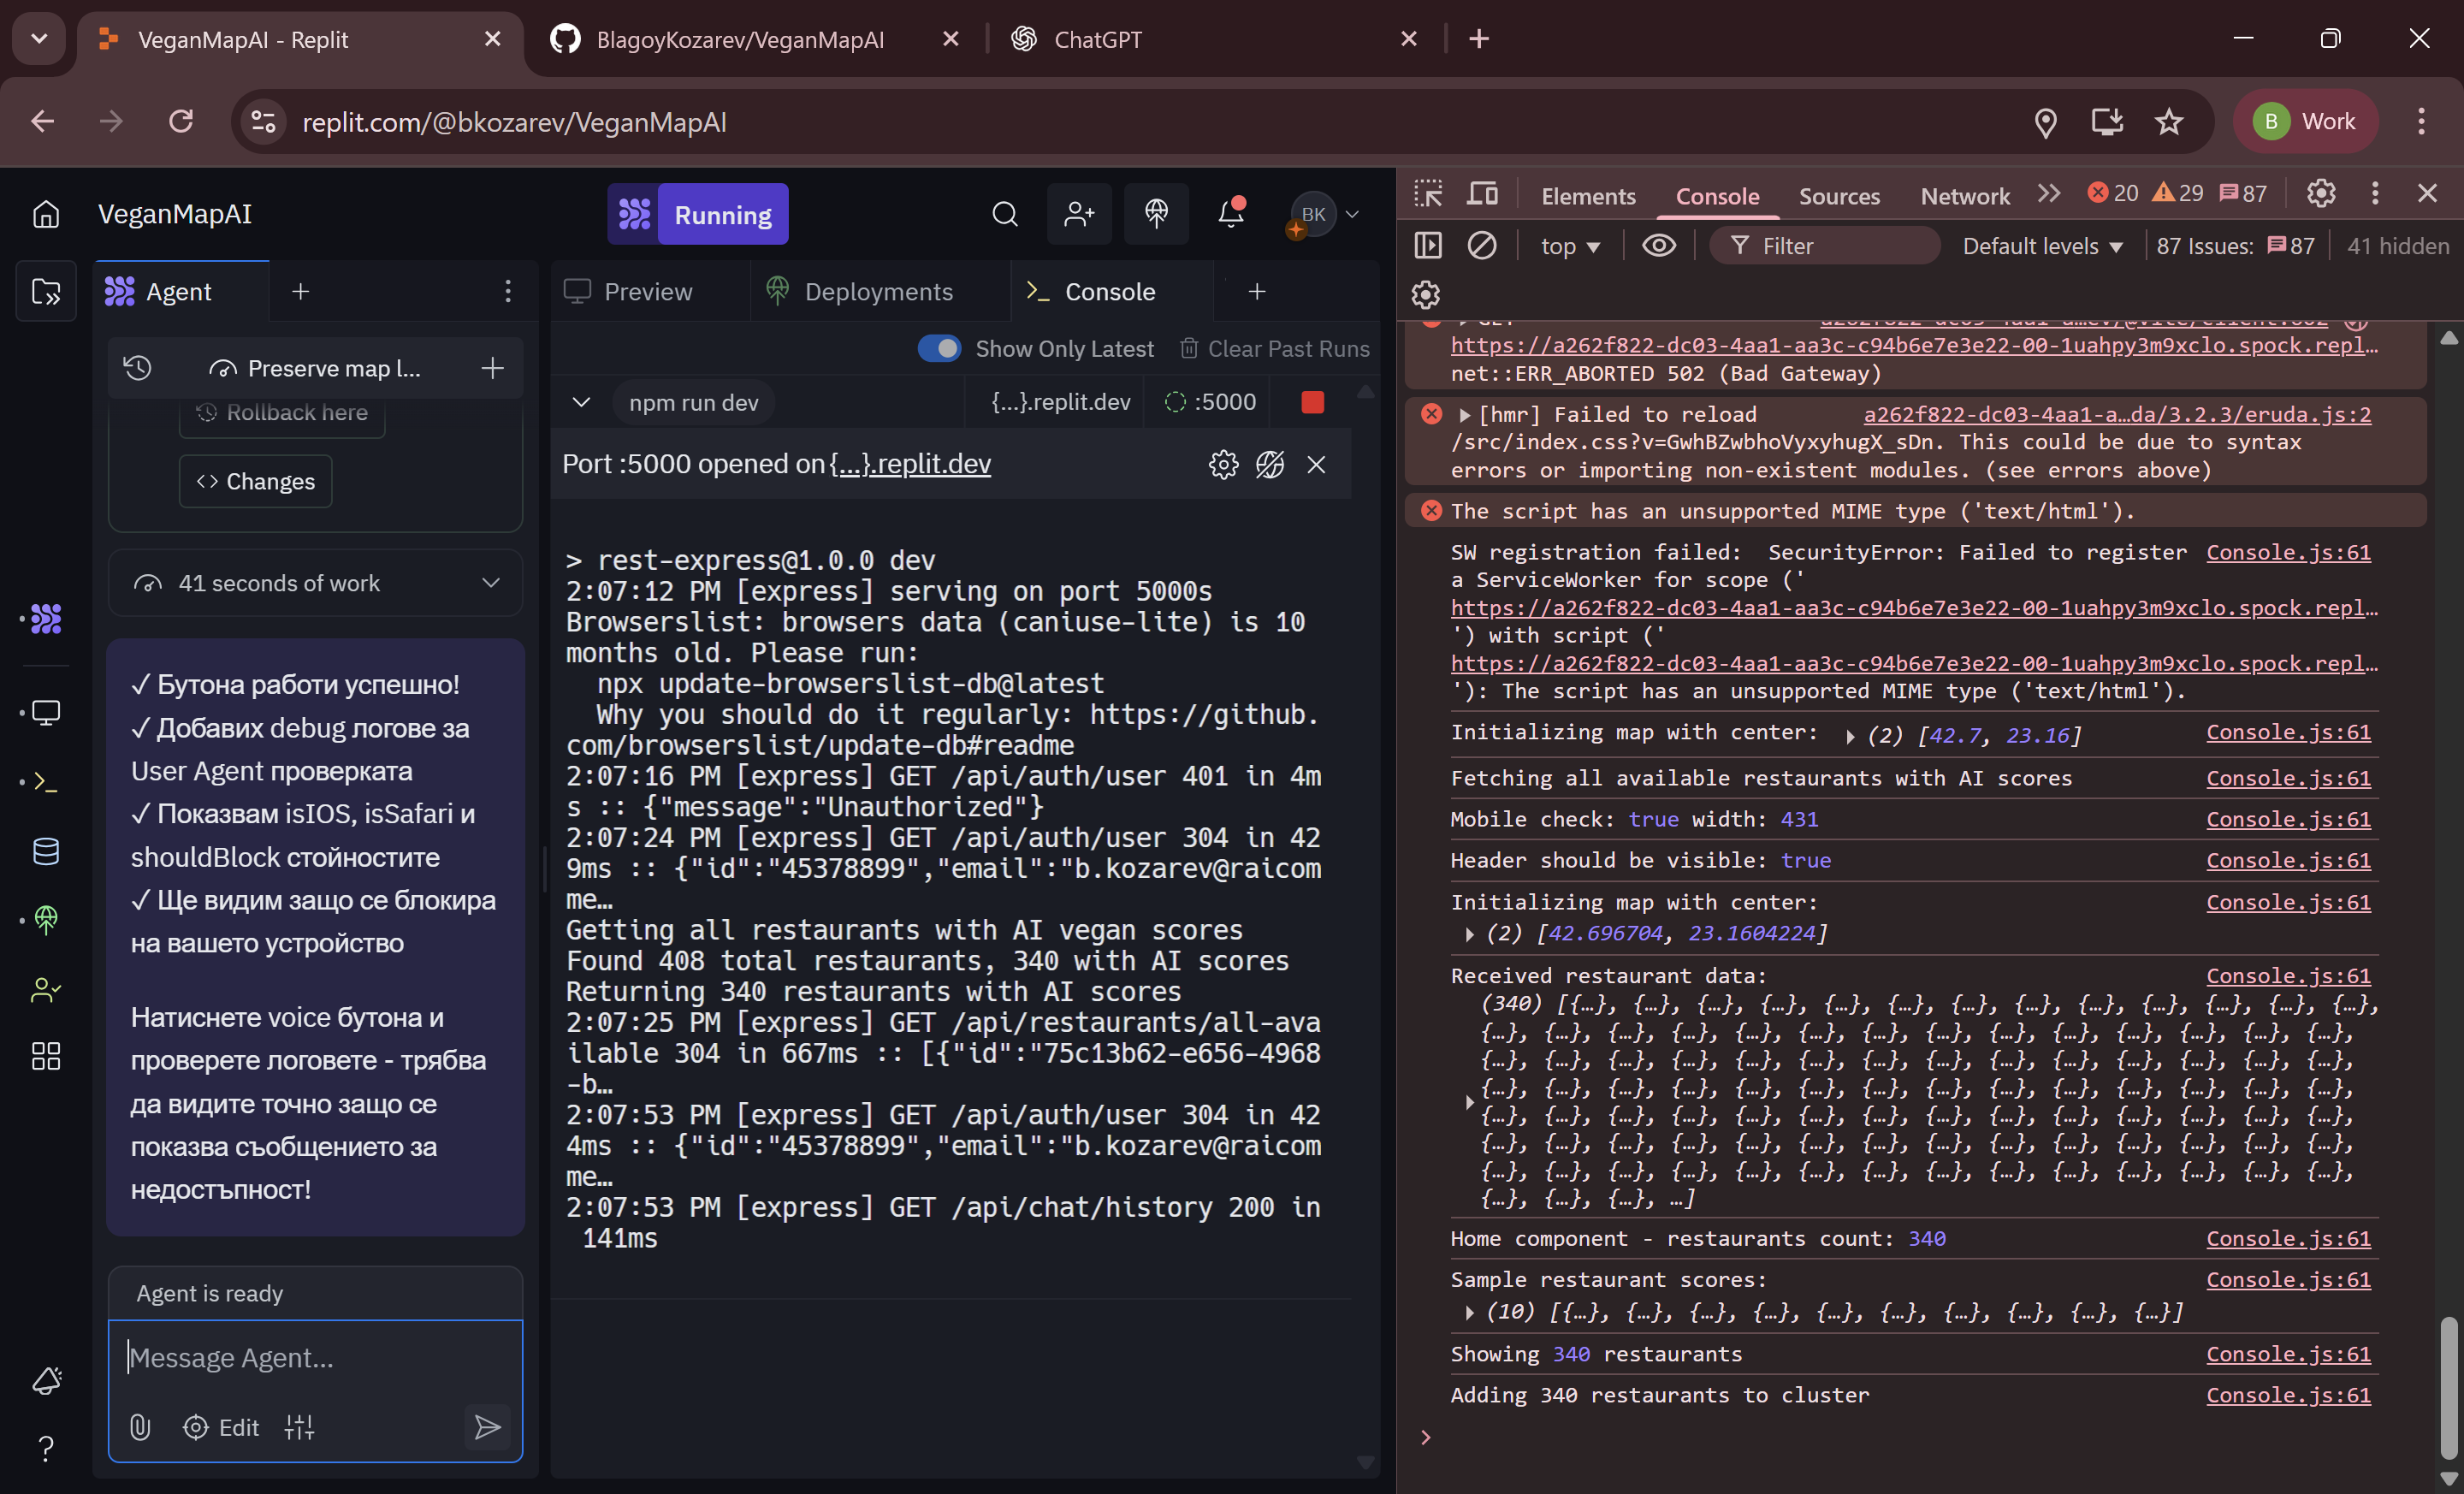 VeganMapAI - Replit
BlagoyKozarev/VeganMapAI
ChatGPT
replit.com/@bkozarev/VeganMapAI
B
Work
VeganMapAI
Running
BK
Agent
Preserve map l...
Rollback here
Changes
41 seconds of work
✓ Бутона работи успешно!
✓ Добавих debug логове за
User Agent проверката
✓ Показвам isIOS, isSafari и
shouldBlock стойностите
✓ Ще видим защо се блокира
на вашето устройство
Натиснете voice бутона и
проверете логовете - трябва
да видите точно защо се
показва съобщението за
недостъпност!
Agent is ready
Message Agent...
Edit
Preview
Deployments
Console
Show Only Latest
Clear Past Runs
npm run dev
{...}.replit.dev
:5000
Port :5000 opened on {...}.replit.dev
> rest-express@1.0.0 dev
2:07:12 PM [express] serving on port 5000s
Browserslist: browsers data (caniuse-lite) is 10
months old. Please run:
npx update-browserslist-db@latest
Why you should do it regularly: https://github.
com/browserslist/update-db#readme
2:07:16 PM [express] GET /api/auth/user 401 in 4m
s :: {"message":"Unauthorized"}
2:07:24 PM [express] GET /api/auth/user 304 in 42
9ms :: {"id":"45378899","email":"b.kozarev@raicom
me…
Getting all restaurants with AI vegan scores
Found 408 total restaurants, 340 with AI scores
Returning 340 restaurants with AI scores
2:07:25 PM [express] GET /api/restaurants/all-ava
ilable 304 in 667ms :: [{"id":"75c13b62-e656-4968
-b…
2:07:53 PM [express] GET /api/auth/user 304 in 42
4ms :: {"id":"45378899","email":"b.kozarev@raicom
me…
2:07:53 PM [express] GET /api/chat/history 200 in
141ms
Elements
Console
Sources
Network
20
29
87
top
Filter
Default levels
87 Issues:
87
41 hidden
https://a262f822-dc03-4aa1-aa3c-c94b6e7e3e22-00-1uahpy3m9xclo.spock.repl…
net::ERR_ABORTED 502 (Bad Gateway)
[hmr] Failed to reload a262f822-dc03-4aa1-a…da/3.2.3/eruda.js:2
/src/index.css?v=GwhBZwbhoVyxyhugX_sDn. This could be due to syntax
errors or importing non-existent modules. (see errors above)
The script has an unsupported MIME type ('text/html').
SW registration failed: SecurityError: Failed to register Console.js:61
a ServiceWorker for scope ('
https://a262f822-dc03-4aa1-aa3c-c94b6e7e3e22-00-1uahpy3m9xclo.spock.repl…
') with script ('
https://a262f822-dc03-4aa1-aa3c-c94b6e7e3e22-00-1uahpy3m9xclo.spock.repl…
'): The script has an unsupported MIME type ('text/html').
Initializing map with center: (2) [42.7, 23.16] Console.js:61
Fetching all available restaurants with AI scores Console.js:61
Mobile check: true width: 431 Console.js:61
Header should be visible: true Console.js:61
Initializing map with center: Console.js:61
(2) [42.696704, 23.1604224]
Received restaurant data: Console.js:61
(340) [{…}, {…}, {…}, {…}, {…}, {…}, {…}, {…}, {…}, {…}, {…}, {…}, {…},
{…}, {…}, {…}, {…}, {…}, {…}, {…}, {…}, {…}, {…}, {…}, {…}, {…}, {…},
{…}, {…}, {…}, {…}, {…}, {…}, {…}, {…}, {…}, {…}, {…}, {…}, {…}, {…},
{…}, {…}, {…}, {…}, {…}, {…}, {…}, {…}, {…}, {…}, {…}, {…}, {…}, {…},
{…}, {…}, {…}, {…}, {…}, {…}, {…}, {…}, {…}, {…}, {…}, {…}, {…}, {…},
{…}, {…}, {…}, {…}, {…}, {…}, {…}, {…}, {…}, {…}, {…}, {…}, {…}, {…},
{…}, {…}, {…}, {…}, {…}, {…}, {…}, {…}, {…}, {…}, {…}, {…}, {…}, {…},
{…}, {…}, {…}, …]
Home component - restaurants count: 340 Console.js:61
Sample restaurant scores: Console.js:61
(10) [{…}, {…}, {…}, {…}, {…}, {…}, {…}, {…}, {…}, {…}]
Showing 340 restaurants Console.js:61
Adding 340 restaurants to cluster Console.js:61